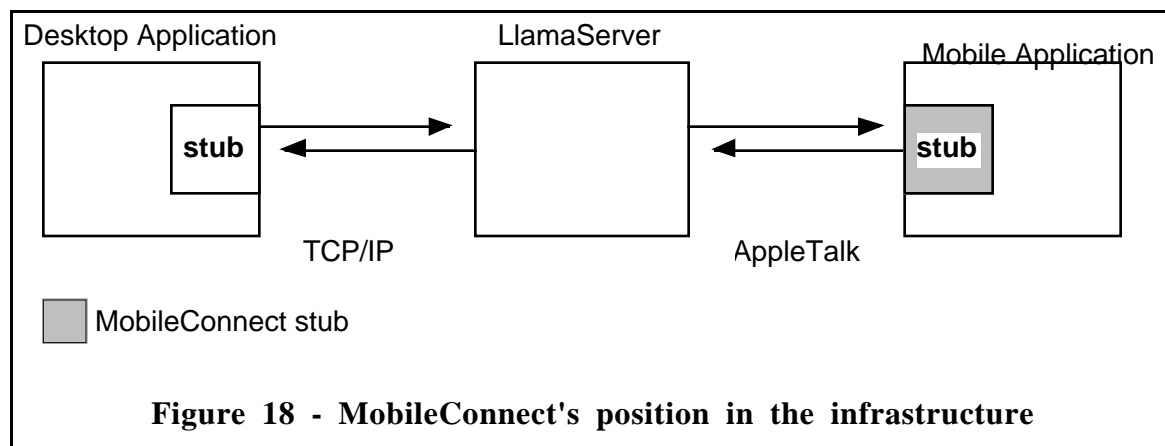 Desktop Application
LlamaServer
Mobile Application
stub
stub
TCP/IP
AppleTalk
MobileConnect stub
Figure 18 - MobileConnect's position in the infrastructure